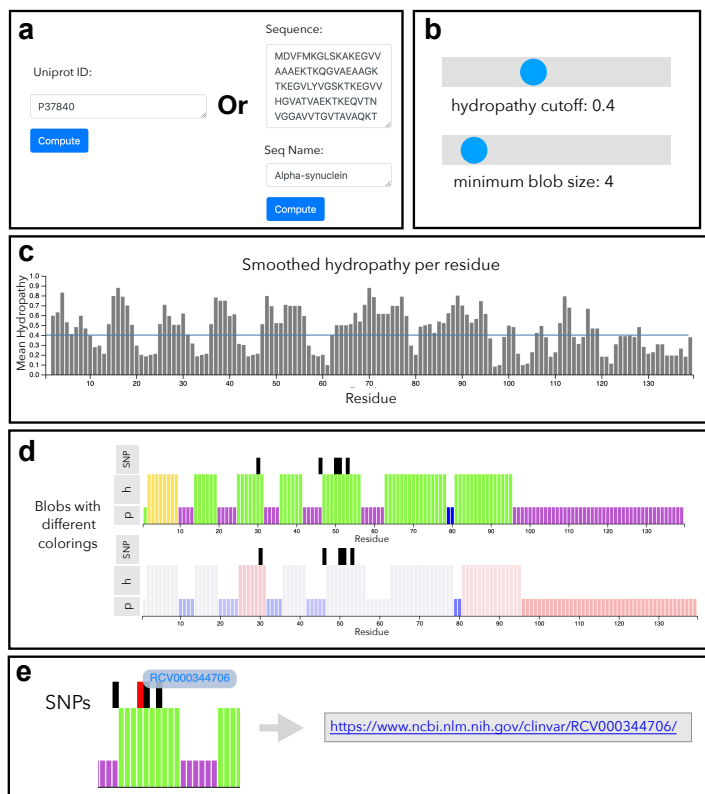 a
Uniprot ID:
P37840
Compute
Or
Sequence:
MDVFMKGLSKAKEGVV
AAAEKTKQGVAEAAGK
TKEGVLYVGSKTKEGVV
HGVATVAEKTKEQVTN
VGGAVVTGVTAVAQKT
Seq Name:
Alpha-synuclein
Compute
b
hydropathy cutoff: 0.4
minimum blob size: 4
c
Smoothed hydropathy per residue
Mean Hydropathy
1.0
0.9
0.8
0.7
0.6
0.5
0.4
0.3
0.2
0.1
0.0
10 20 30 40 50 60 70 80 90 100 110 120 130
Residue
d
Blobs with
different
colorings
SNP
h
p
10 20 30 40 50 60 70 80 90 100 110 120 130
Residue
SNP
h
p
10 20 30 40 50 60 70 80 90 100 110 120 130
Residue
e
SNPs
RCV000344706
https://www.ncbi.nlm.nih.gov/clinvar/RCV000344706/